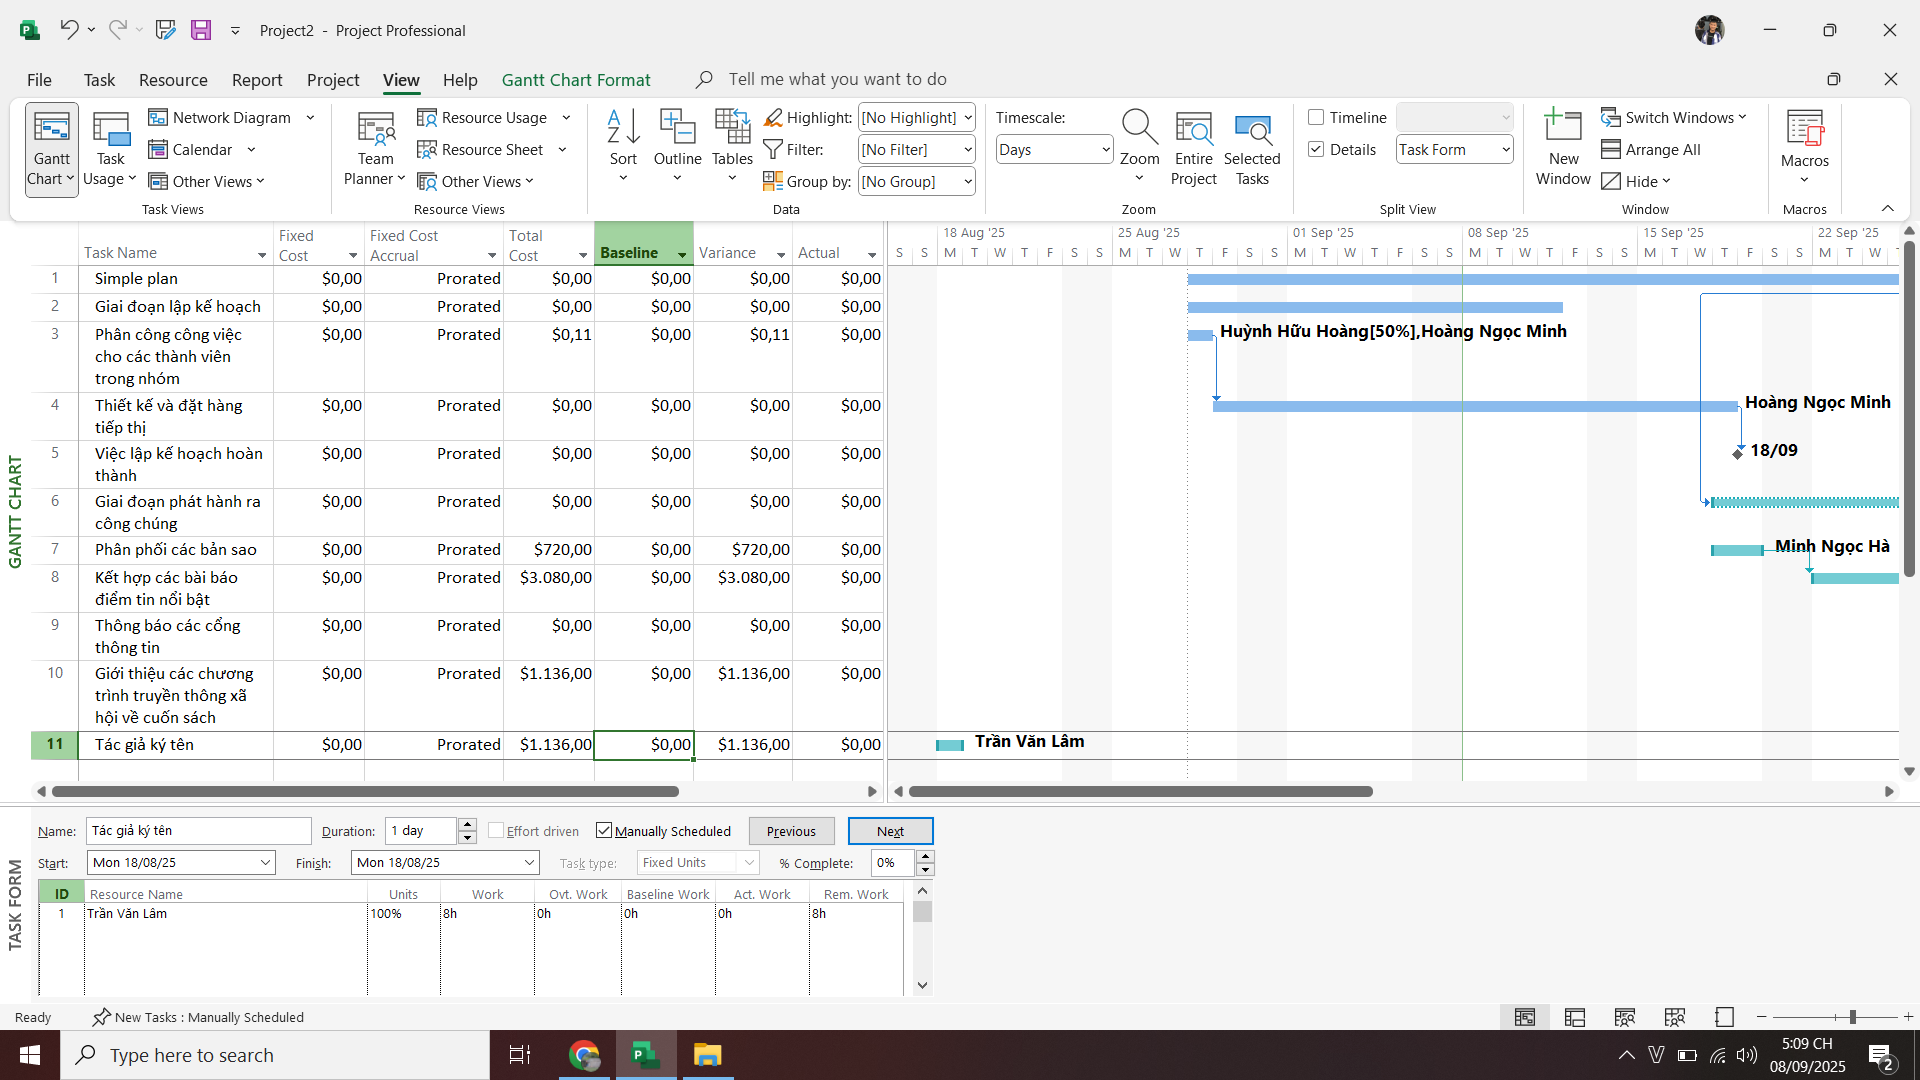 Project2 - Project Professional
File Task Resource Report Project View Help Gantt Chart Format Tell me what you want to do
Gantt Chart
Task Usage
Network Diagram
Calendar
Other Views
Task Views
Team Planner
Resource Usage
Resource Sheet
Other Views
Resource Views
Sort
Outline
Tables
Highlight: [No Highlight]
Filter: [No Filter]
Group by: [No Group]
Data
Timescale:
Days
Zoom
Entire Project
Selected Tasks
Zoom
Timeline
Details Task Form
Split View
New Window
Switch Windows
Arrange All
Hide
Window
Macros
Macros
GANTT CHART
Task Name Fixed Cost Fixed Cost Accrual Total Cost Baseline Variance Actual
1 Simple plan $0,00 Prorated $0,00 $0,00 $0,00 $0,00
2 Giai đoạn lập kế hoạch $0,00 Prorated $0,00 $0,00 $0,00 $0,00
3 Phân công công việc $0,00 Prorated $0,11 $0,00 $0,11 $0,00
cho các thành viên
trong nhóm
4 Thiết kế và đặt hàng $0,00 Prorated $0,00 $0,00 $0,00 $0,00
tiếp thị
5 Việc lập kế hoạch hoàn $0,00 Prorated $0,00 $0,00 $0,00 $0,00
thành
6 Giai đoạn phát hành ra $0,00 Prorated $0,00 $0,00 $0,00 $0,00
công chúng
7 Phân phối các bản sao $0,00 Prorated $720,00 $0,00 $720,00 $0,00
8 Kết hợp các bài báo $0,00 Prorated $3.080,00 $0,00 $3.080,00 $0,00
điểm tin nổi bật
9 Thông báo các cổng $0,00 Prorated $0,00 $0,00 $0,00 $0,00
thông tin
10 Giới thiệu các chương $0,00 Prorated $1.136,00 $0,00 $1.136,00 $0,00
trình truyền thông xã
hội về cuốn sách
11 Tác giả ký tên $0,00 Prorated $1.136,00 $0,00 $1.136,00 $0,00
18 Aug '25 25 Aug '25 01 Sep '25 08 Sep '25 15 Sep '25 22 Sep '25
S S M T W T F S S M T W T F S S M T W T F S S M T W T F S S M T W T F S S M T W T
Huỳnh Hữu Hoàng[50%],Hoàng Ngọc Minh
Hoàng Ngọc Minh
18/09
Minh Ngọc Hà
Trần Văn Lâm
TASK FORM
Name: Tác giả ký tên Duration: 1 day Effort driven Manually Scheduled Previous Next
Start: Mon 18/08/25 Finish: Mon 18/08/25 Task type: Fixed Units % Complete: 0%
ID Resource Name Units Work Ovt. Work Baseline Work Act. Work Rem. Work
1 Trần Văn Lâm 100% 8h 0h 0h 0h 8h
Ready New Tasks : Manually Scheduled
Type here to search
5:09 CH
08/09/2025
2